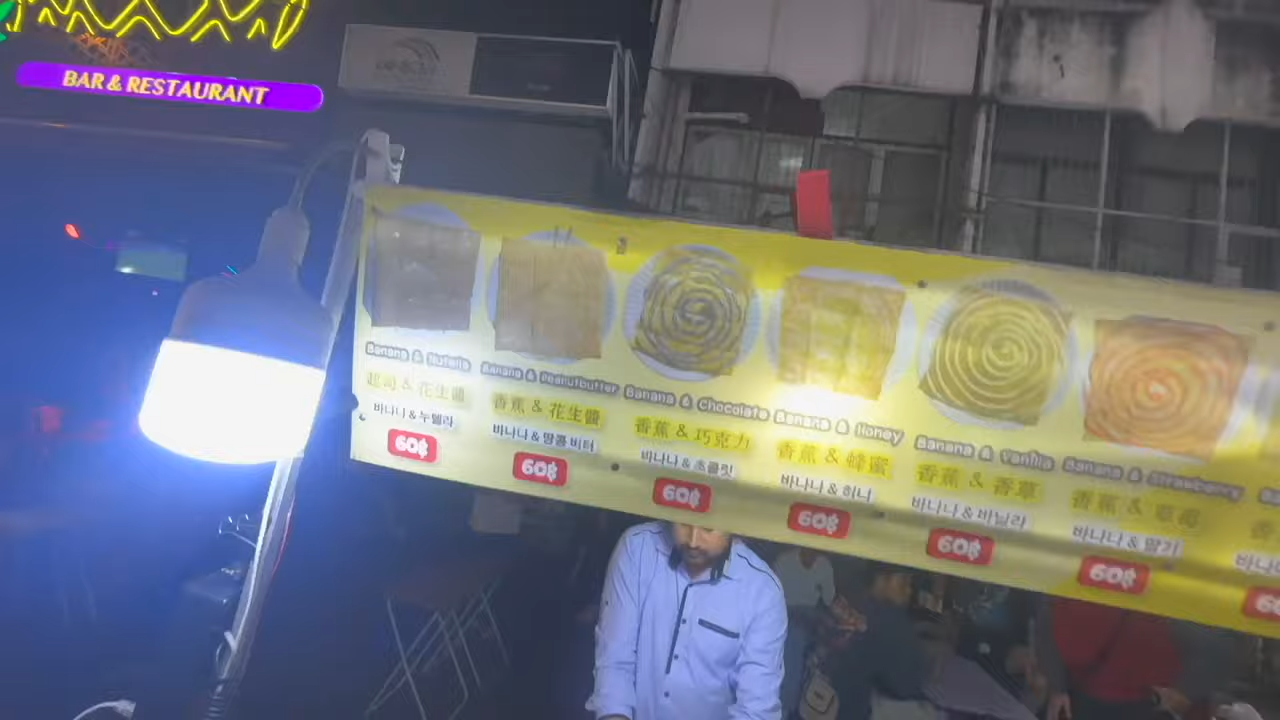 BAR & RESTAURANT
Banana & Nutella
起司 & 花生醬
바나나 & 누텔라
60฿
Banana & Peanutbutter
香蕉 & 花生醬
바나나 & 땅콩 버터
60฿
Banana & Chocolate
香蕉 & 巧克力
바나나 & 초콜릿
60฿
Banana & Honey
香蕉 & 蜂蜜
바나나 & 허니
60฿
Banana & Vanilla
香蕉 & 香草
바나나 & 바닐라
60฿
Banana & Strawberry
香蕉 & 草莓
바나나 & 딸기
60฿